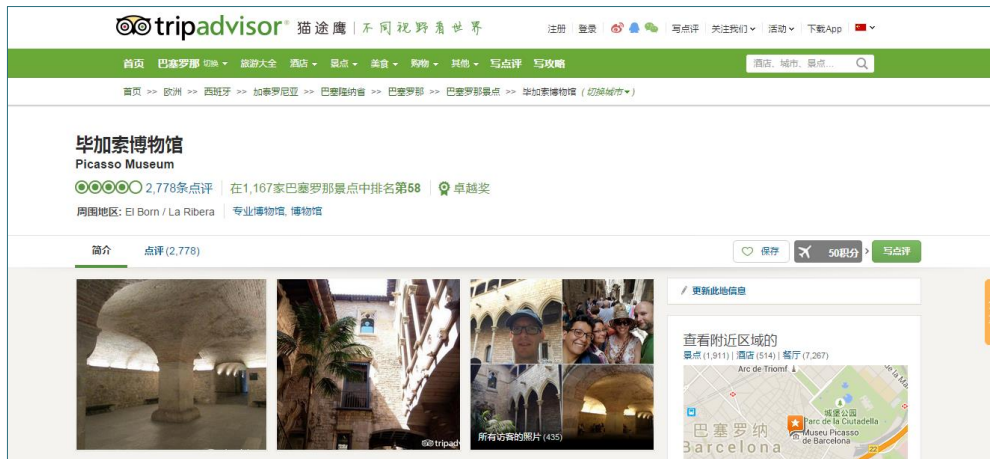 tripadvisor® 猫途鹰 不同视野看世界
注册 登录 写点评 关注我们 活动 下载App
首页 巴塞罗那 切换 旅游大全 酒店 景点 美食 购物 其他 写点评 写攻略
酒店、城市、景点...
首页 >> 欧洲 >> 西班牙 >> 加泰罗尼亚 >> 巴塞隆纳省 >> 巴塞罗那 >> 巴塞罗那景点 >> 毕加索博物馆 (切换城市▾)
毕加索博物馆
Picasso Museum
2,778条点评 在1,167家巴塞罗那景点中排名第58 卓越奖
周围地区: El Born / La Ribera 专业博物馆, 博物馆
简介 点评 (2,778)
保存 50积分 > 写点评
更新此地信息
查看附近区域的
景点 (1,911) | 酒店 (514) | 餐厅 (7,267)
Arc de Triomf
城堡公园
Parc de la Ciutadella
巴塞罗纳
Museu Picasso
de Barcelona
Barcelona
22
所有访客的照片 (435)
tripadv